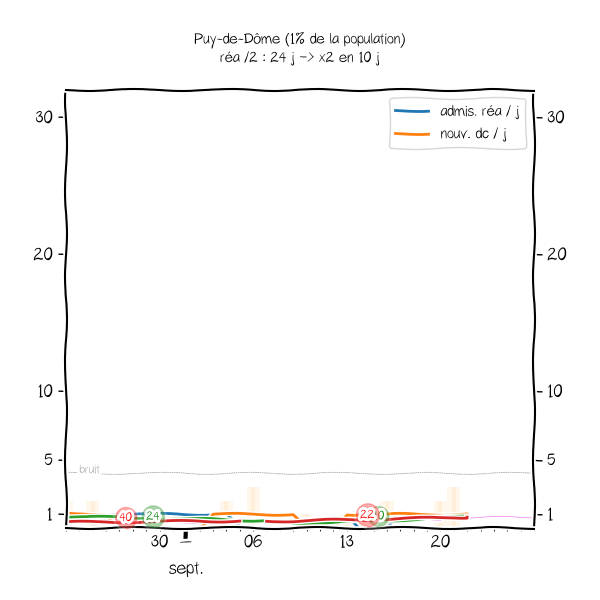 Puy-de-Dôme (1% de la population)
réa /2 : 24 j -> x2 en 10 j
admis. réa / j
nouv. dc / j
30 30
20 20
10 10
5 5
bruit
1 1
40 24 22
30 1 06 13 20
sept.